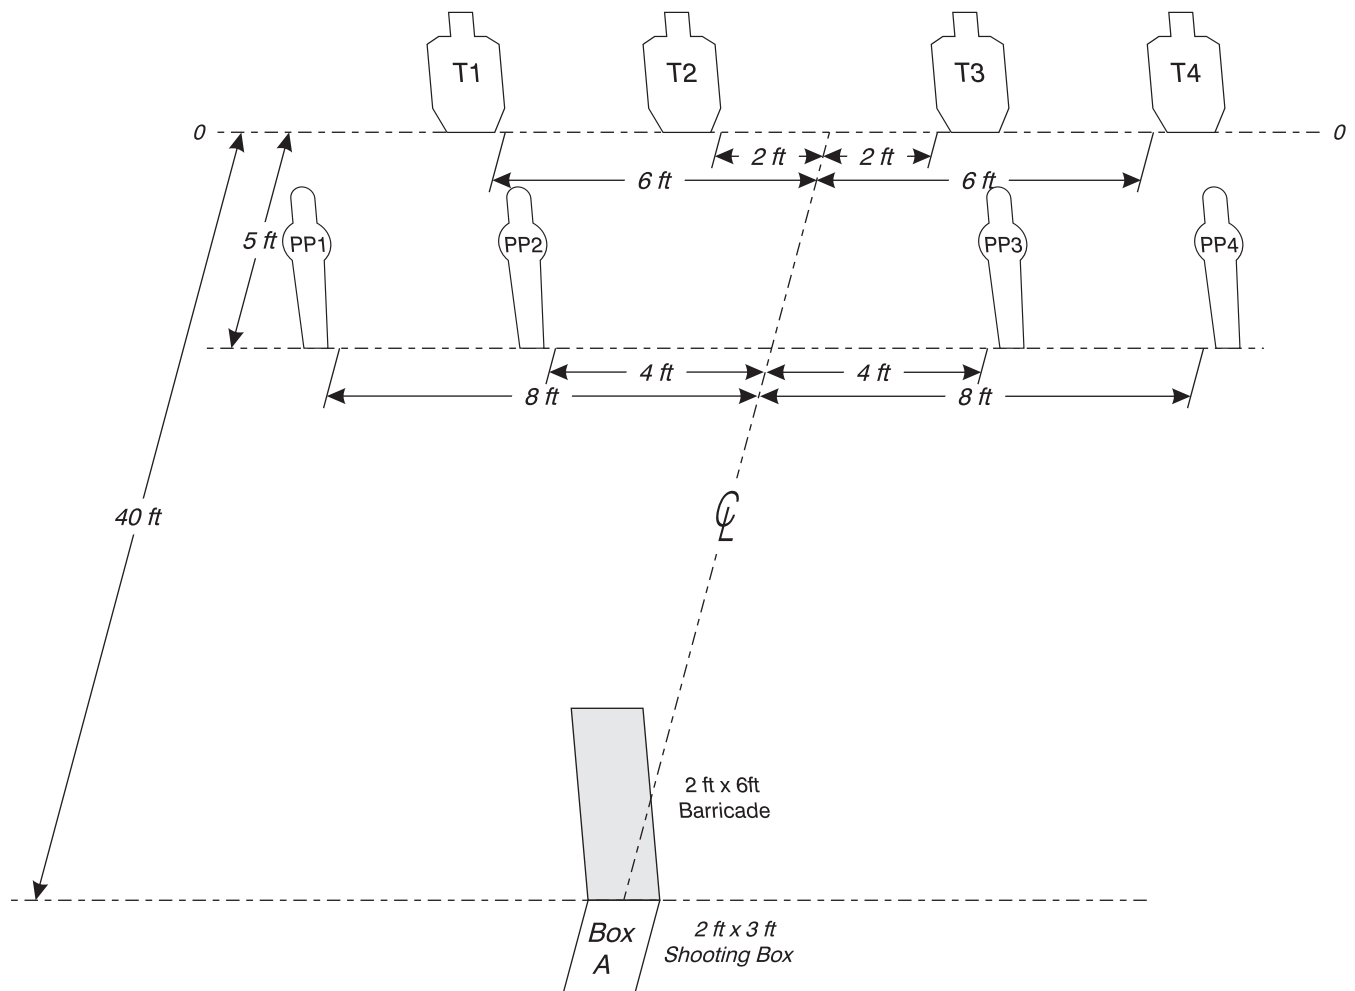 T1
T2
T3
T4
0
0
2 ft
2 ft
6 ft
6 ft
5 ft
PP1
PP2
PP3
PP4
4 ft
4 ft
8 ft
8 ft
40 ft
℄
2 ft x 6ft
Barricade
Box
A
2 ft x 3 ft
Shooting Box